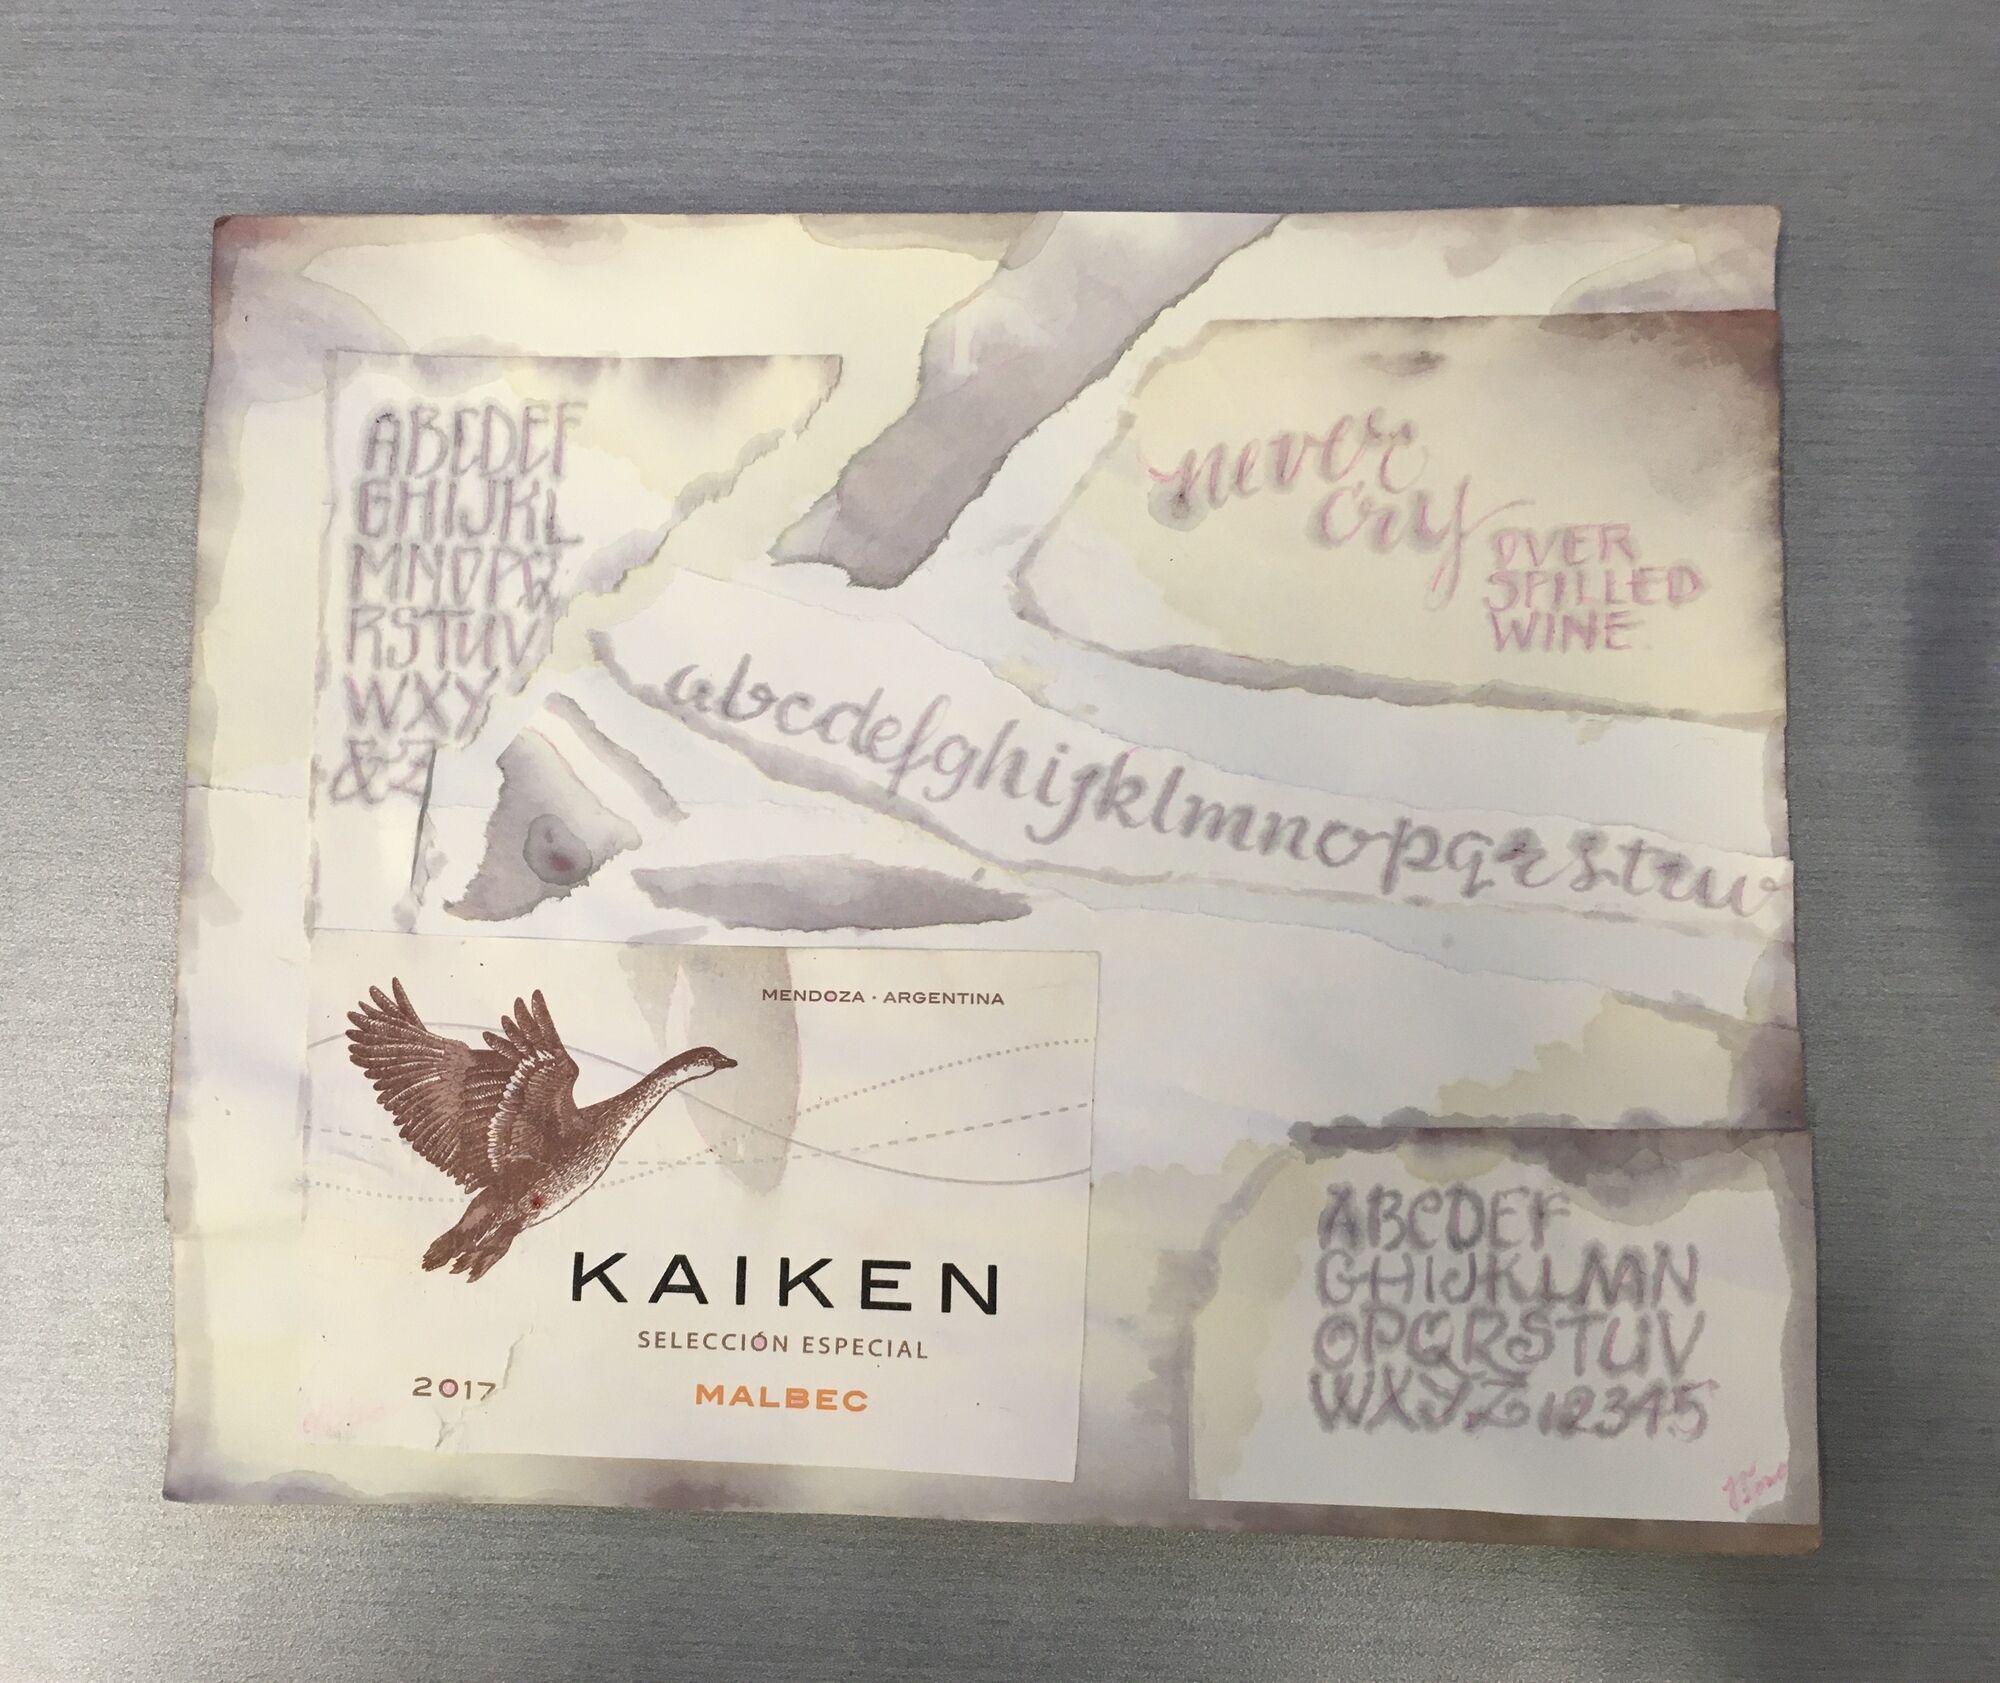 ABCDEF
GHIJKL
MNOPQ
RSTUV
WXY
&Z
never
cry
OVER
SPILLED
WINE.
abcdefghijklmnopqrstuv
MENDOZA · ARGENTINA
KAIKEN
SELECCIÓN ESPECIAL
2017
MALBEC
ABCDEF
GHIJKLMN
OPQRSTUV
WXYZ12345